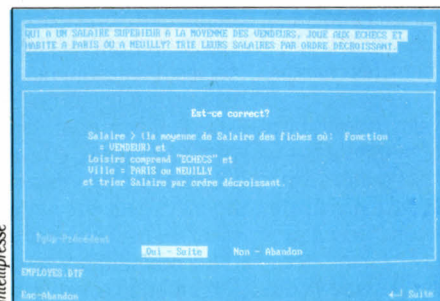 QUI A UN SALAIRE SUPERIEUR A LA MOYENNE DES VENDEURS, JOUE AUX ECHECS ET
HABITE A PARIS OU A NEUILLY? TRIE LEURS SALAIRES PAR ORDRE DECROISSANT.
Est-ce correct?
Salaire > (la moyenne de Salaire des fiches où: Fonction
= VENDEUR) et
Loisirs comprend "ECHECS" et
Ville = PARIS ou NEUILLY
et trier Salaire par ordre décroissant.
PgUp-Précédent
Oui - Suite Non - Abandon
EMPLOYES.DTF
Esc-Abandon ↵ Suite